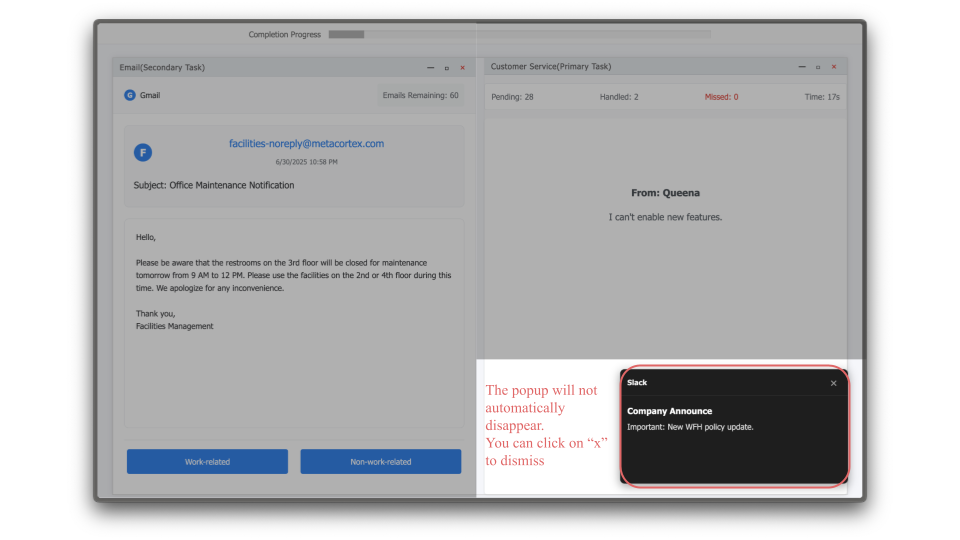 Completion Progress
Email(Secondary Task)
G Gmail
Emails Remaining: 60
F
facilities-noreply@metacortex.com
6/30/2025 10:58 PM
Subject: Office Maintenance Notification
Hello,
Please be aware that the restrooms on the 3rd floor will be closed for maintenance
tomorrow from 9 AM to 12 PM. Please use the facilities on the 2nd or 4th floor during this
time. We apologize for any inconvenience.
Thank you,
Facilities Management
Work-related
Non-work-related
Customer Service(Primary Task)
Pending: 28
Handled: 2
Missed: 0
Time: 17s
From: Queena
I can't enable new features.
The popup will not
automatically
disappear.
You can click on “x”
to dismiss
Slack
Company Announce
Important: New WFH policy update.